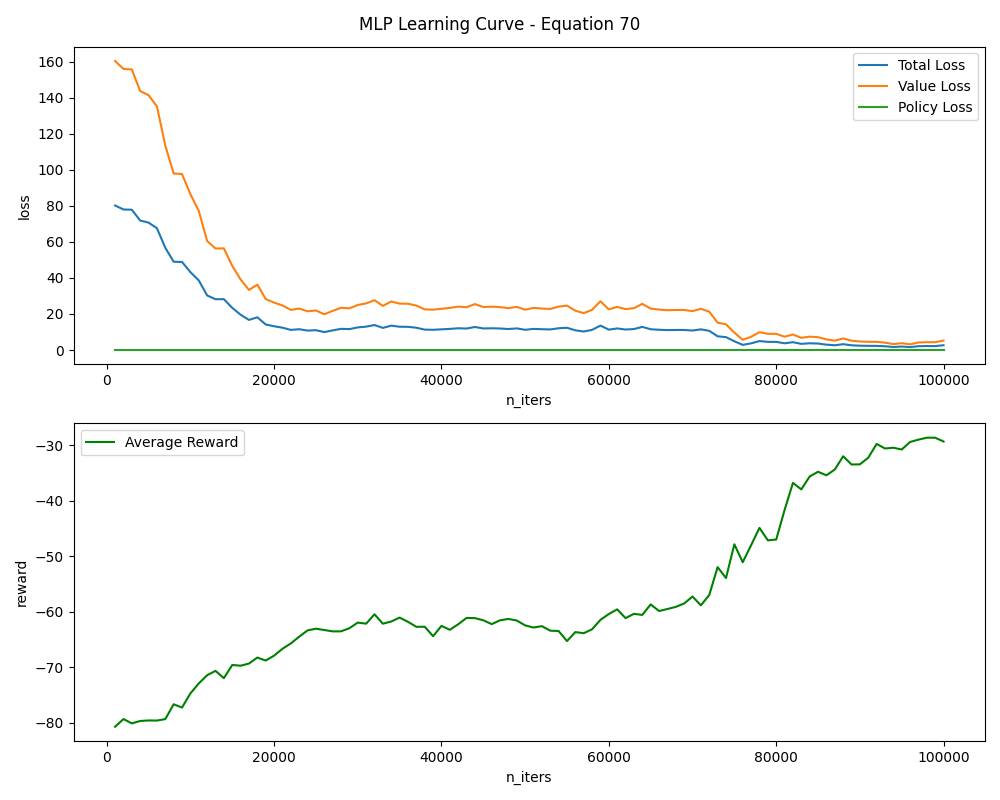 MLP Learning Curve - Equation 70
160
140
120
100
80
60
40
20
0
loss
Total Loss
Value Loss
Policy Loss
0 20000 40000 60000 80000 100000
n_iters
Average Reward
−30
−40
−50
−60
−70
−80
reward
0 20000 40000 60000 80000 100000
n_iters